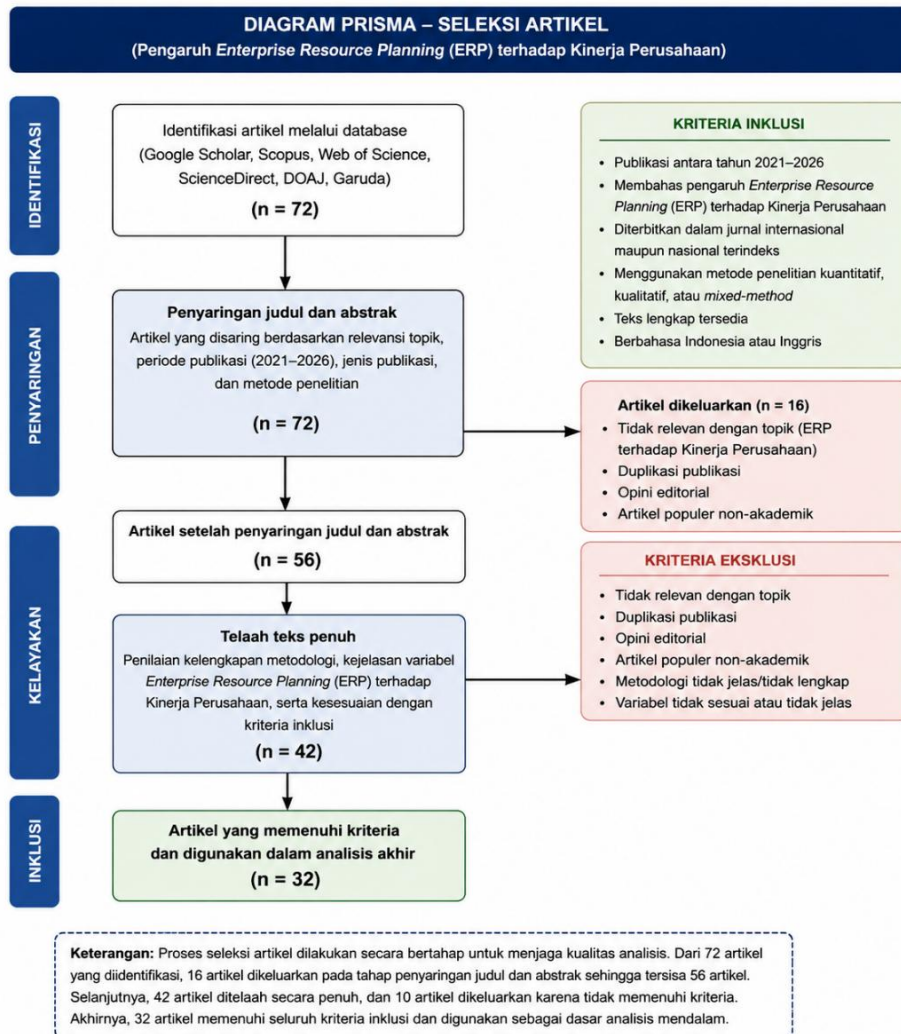 DIAGRAM PRISMA – SELEKSI ARTIKEL
(Pengaruh Enterprise Resource Planning (ERP) terhadap Kinerja Perusahaan)
IDENTIFIKASI
Identifikasi artikel melalui database
(Google Scholar, Scopus, Web of Science,
ScienceDirect, DOAJ, Garuda)
(n = 72)
KRITERIA INKLUSI
• Publikasi antara tahun 2021–2026
• Membahas pengaruh Enterprise Resource
Planning (ERP) terhadap Kinerja Perusahaan
• Diterbitkan dalam jurnal internasional
maupun nasional terindeks
• Menggunakan metode penelitian kuantitatif,
kualitatif, atau mixed-method
• Teks lengkap tersedia
• Berbahasa Indonesia atau Inggris
PENYARINGAN
Penyaringan judul dan abstrak
Artikel yang disaring berdasarkan relevansi topik,
periode publikasi (2021–2026), jenis publikasi,
dan metode penelitian
(n = 72)
Artikel dikeluarkan (n = 16)
• Tidak relevan dengan topik (ERP
terhadap Kinerja Perusahaan)
• Duplikasi publikasi
• Opini editorial
• Artikel populer non-akademik
KELAYAKAN
Artikel setelah penyaringan judul dan abstrak
(n = 56)
Telaah teks penuh
Penilaian kelengkapan metodologi, kejelasan variabel
Enterprise Resource Planning (ERP) terhadap
Kinerja Perusahaan, serta kesesuaian dengan
kriteria inklusi
(n = 42)
KRITERIA EKSKLUSI
• Tidak relevan dengan topik
• Duplikasi publikasi
• Opini editorial
• Artikel populer non-akademik
• Metodologi tidak jelas/tidak lengkap
• Variabel tidak sesuai atau tidak jelas
INKLUSI
Artikel yang memenuhi kriteria
dan digunakan dalam analisis akhir
(n = 32)
Keterangan: Proses seleksi artikel dilakukan secara bertahap untuk menjaga kualitas analisis. Dari 72 artikel
yang diidentifikasi, 16 artikel dikeluarkan pada tahap penyaringan judul dan abstrak sehingga tersisa 56 artikel.
Selanjutnya, 42 artikel ditelaah secara penuh, dan 10 artikel dikeluarkan karena tidak memenuhi kriteria.
Akhirnya, 32 artikel memenuhi seluruh kriteria inklusi dan digunakan sebagai dasar analisis mendalam.